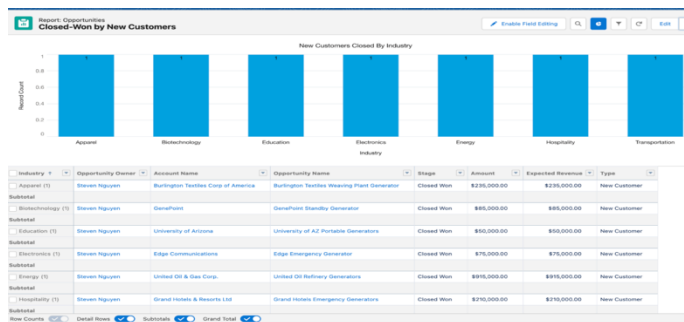 Report: Opportunities
Closed-Won by New Customers
Enable Field Editing
Edit
New Customers Closed By Industry
Record Count
1
0.8
0.6
0.4
0.2
0
1 1 1 1 1 1 1
Apparel Biotechnology Education Electronics Energy Hospitality Transportation
Industry
Industry ↑ Opportunity Owner Account Name Opportunity Name Stage Amount Expected Revenue Type
Apparel (1) Steven Nguyen Burlington Textiles Corp of America Burlington Textiles Weaving Plant Generator Closed Won $235,000.00 $235,000.00 New Customer
Subtotal
Biotechnology (1) Steven Nguyen GenePoint GenePoint Standby Generator Closed Won $85,000.00 $85,000.00 New Customer
Subtotal
Education (1) Steven Nguyen University of Arizona University of AZ Portable Generators Closed Won $50,000.00 $50,000.00 New Customer
Subtotal
Electronics (1) Steven Nguyen Edge Communications Edge Emergency Generator Closed Won $75,000.00 $75,000.00 New Customer
Subtotal
Energy (1) Steven Nguyen United Oil & Gas Corp. United Oil Refinery Generators Closed Won $915,000.00 $915,000.00 New Customer
Subtotal
Hospitality (1) Steven Nguyen Grand Hotels & Resorts Ltd Grand Hotels Emergency Generators Closed Won $210,000.00 $210,000.00 New Customer
Subtotal
Row Counts Detail Rows Subtotals Grand Total